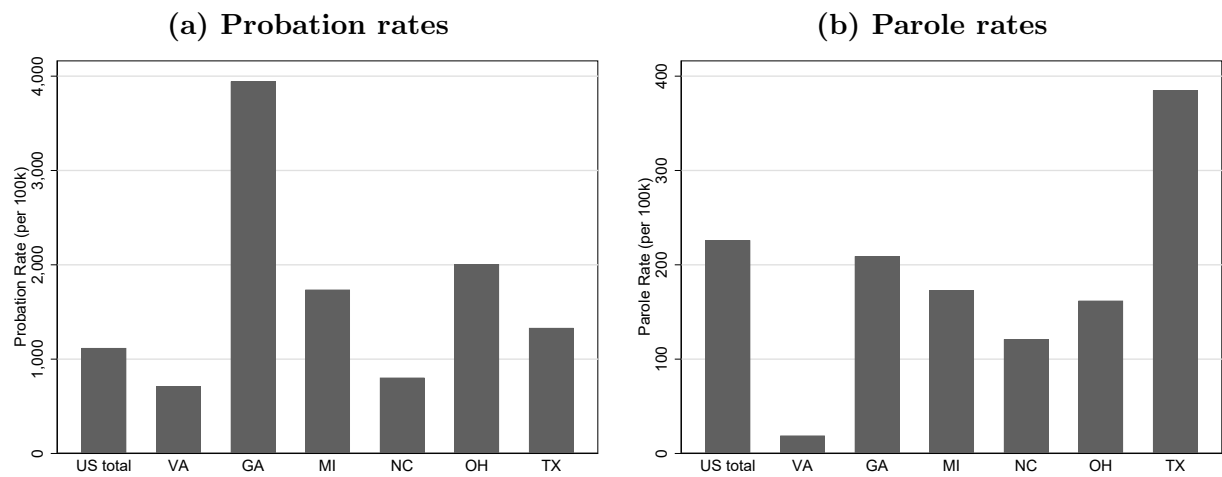 (a) Probation rates
Probation Rate (per 100k)
4,000
3,000
2,000
1,000
0
US total VA GA MI NC OH TX
(b) Parole rates
Parole Rate (per 100k)
400
300
200
100
0
US total VA GA MI NC OH TX